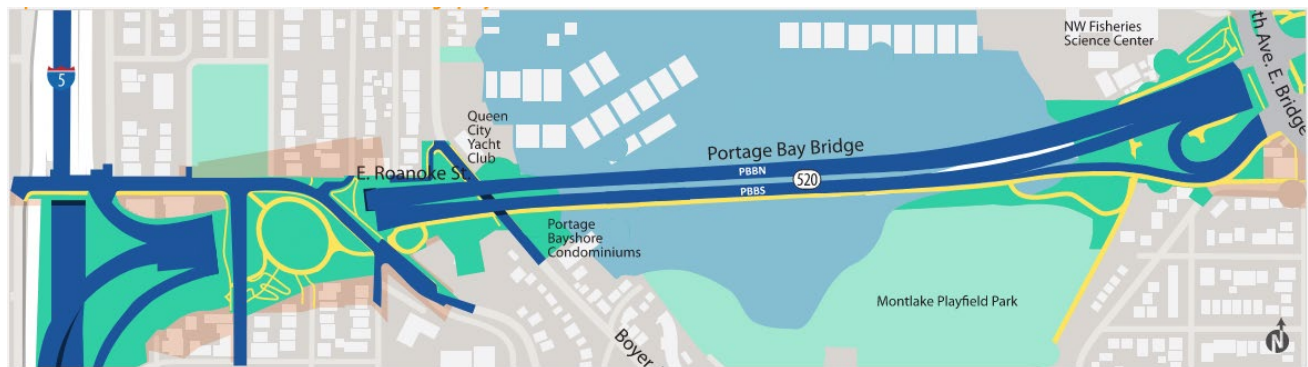 5
Queen
City
Yacht
Club
E. Roanoke St.
Portage Bay Bridge
PBBN
520
PBBS
Portage
Bayshore
Condominiums
Boyer
Montlake Playfield Park
NW Fisheries
Science Center
th Ave. E. Bridge
N